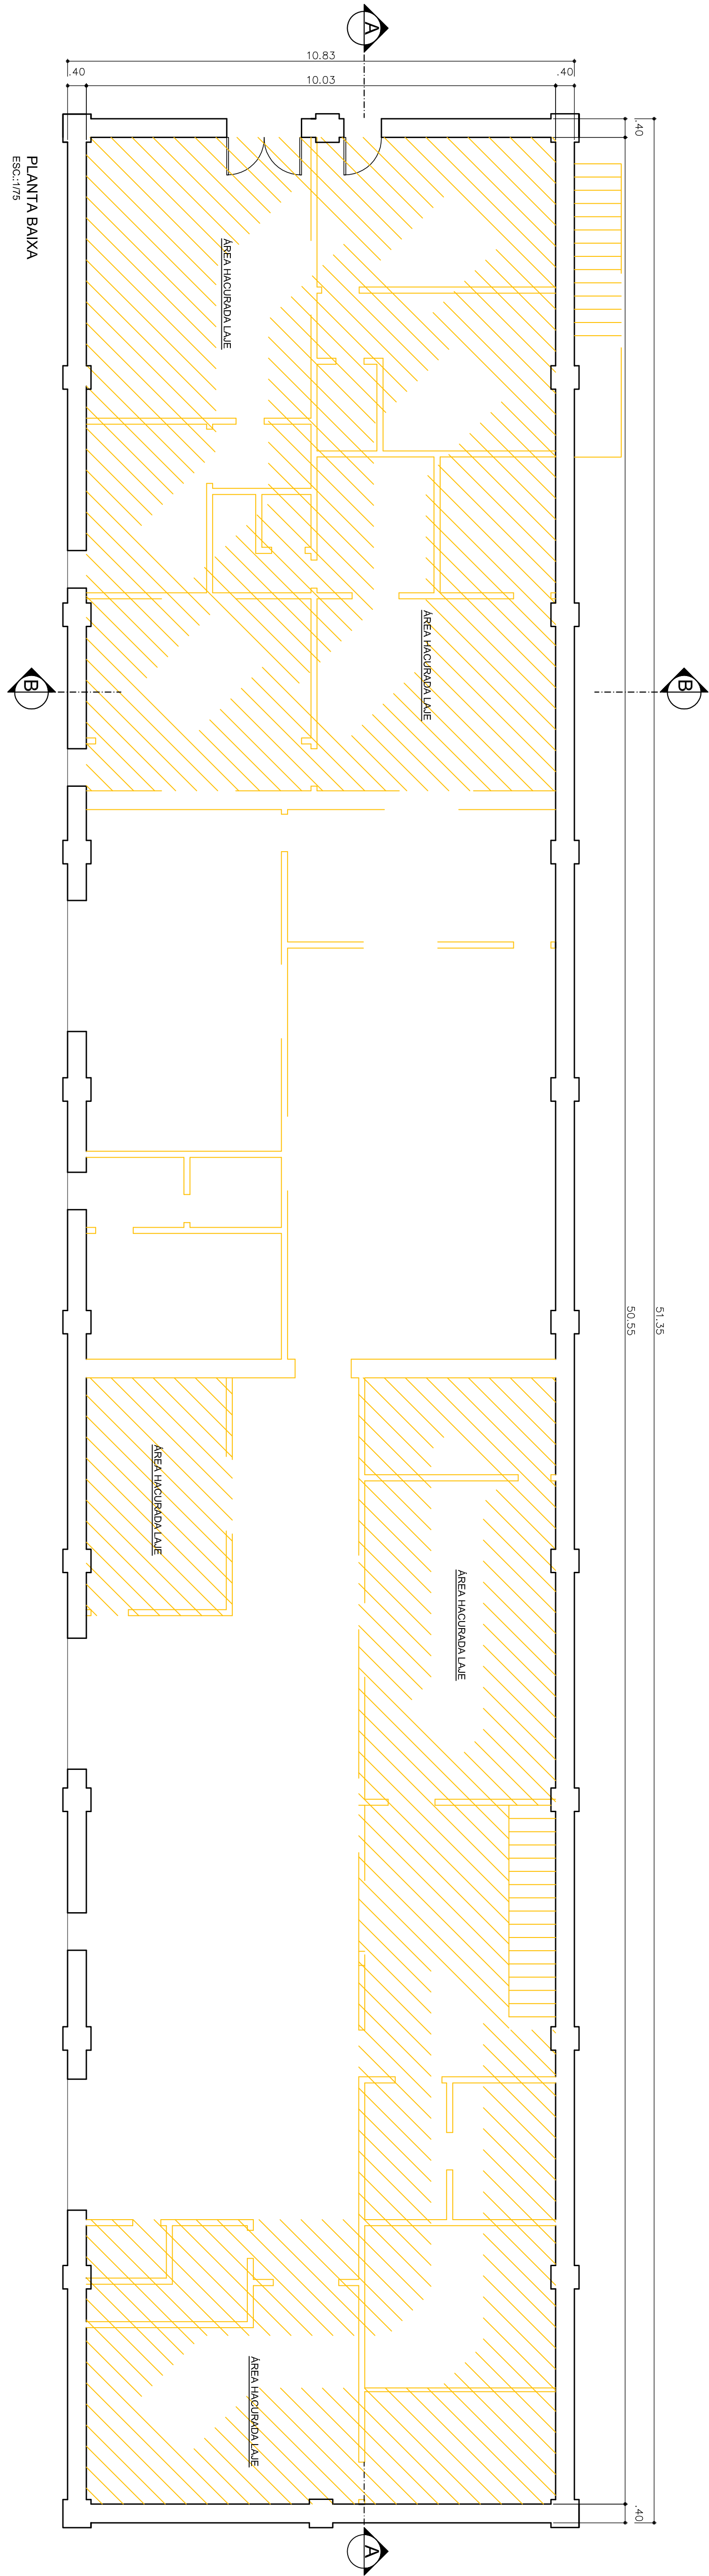 A
10.83
.40
10.03
.40
.40
PLANTA BAIXA
ESC.:1/75
ÁREA HACURADA LAJE
ÁREA HACURADA LAJE
B
B
51.35
50.55
ÁREA HACURADA LAJE
ÁREA HACURADA LAJE
ÁREA HACURADA LAJE
.40
A